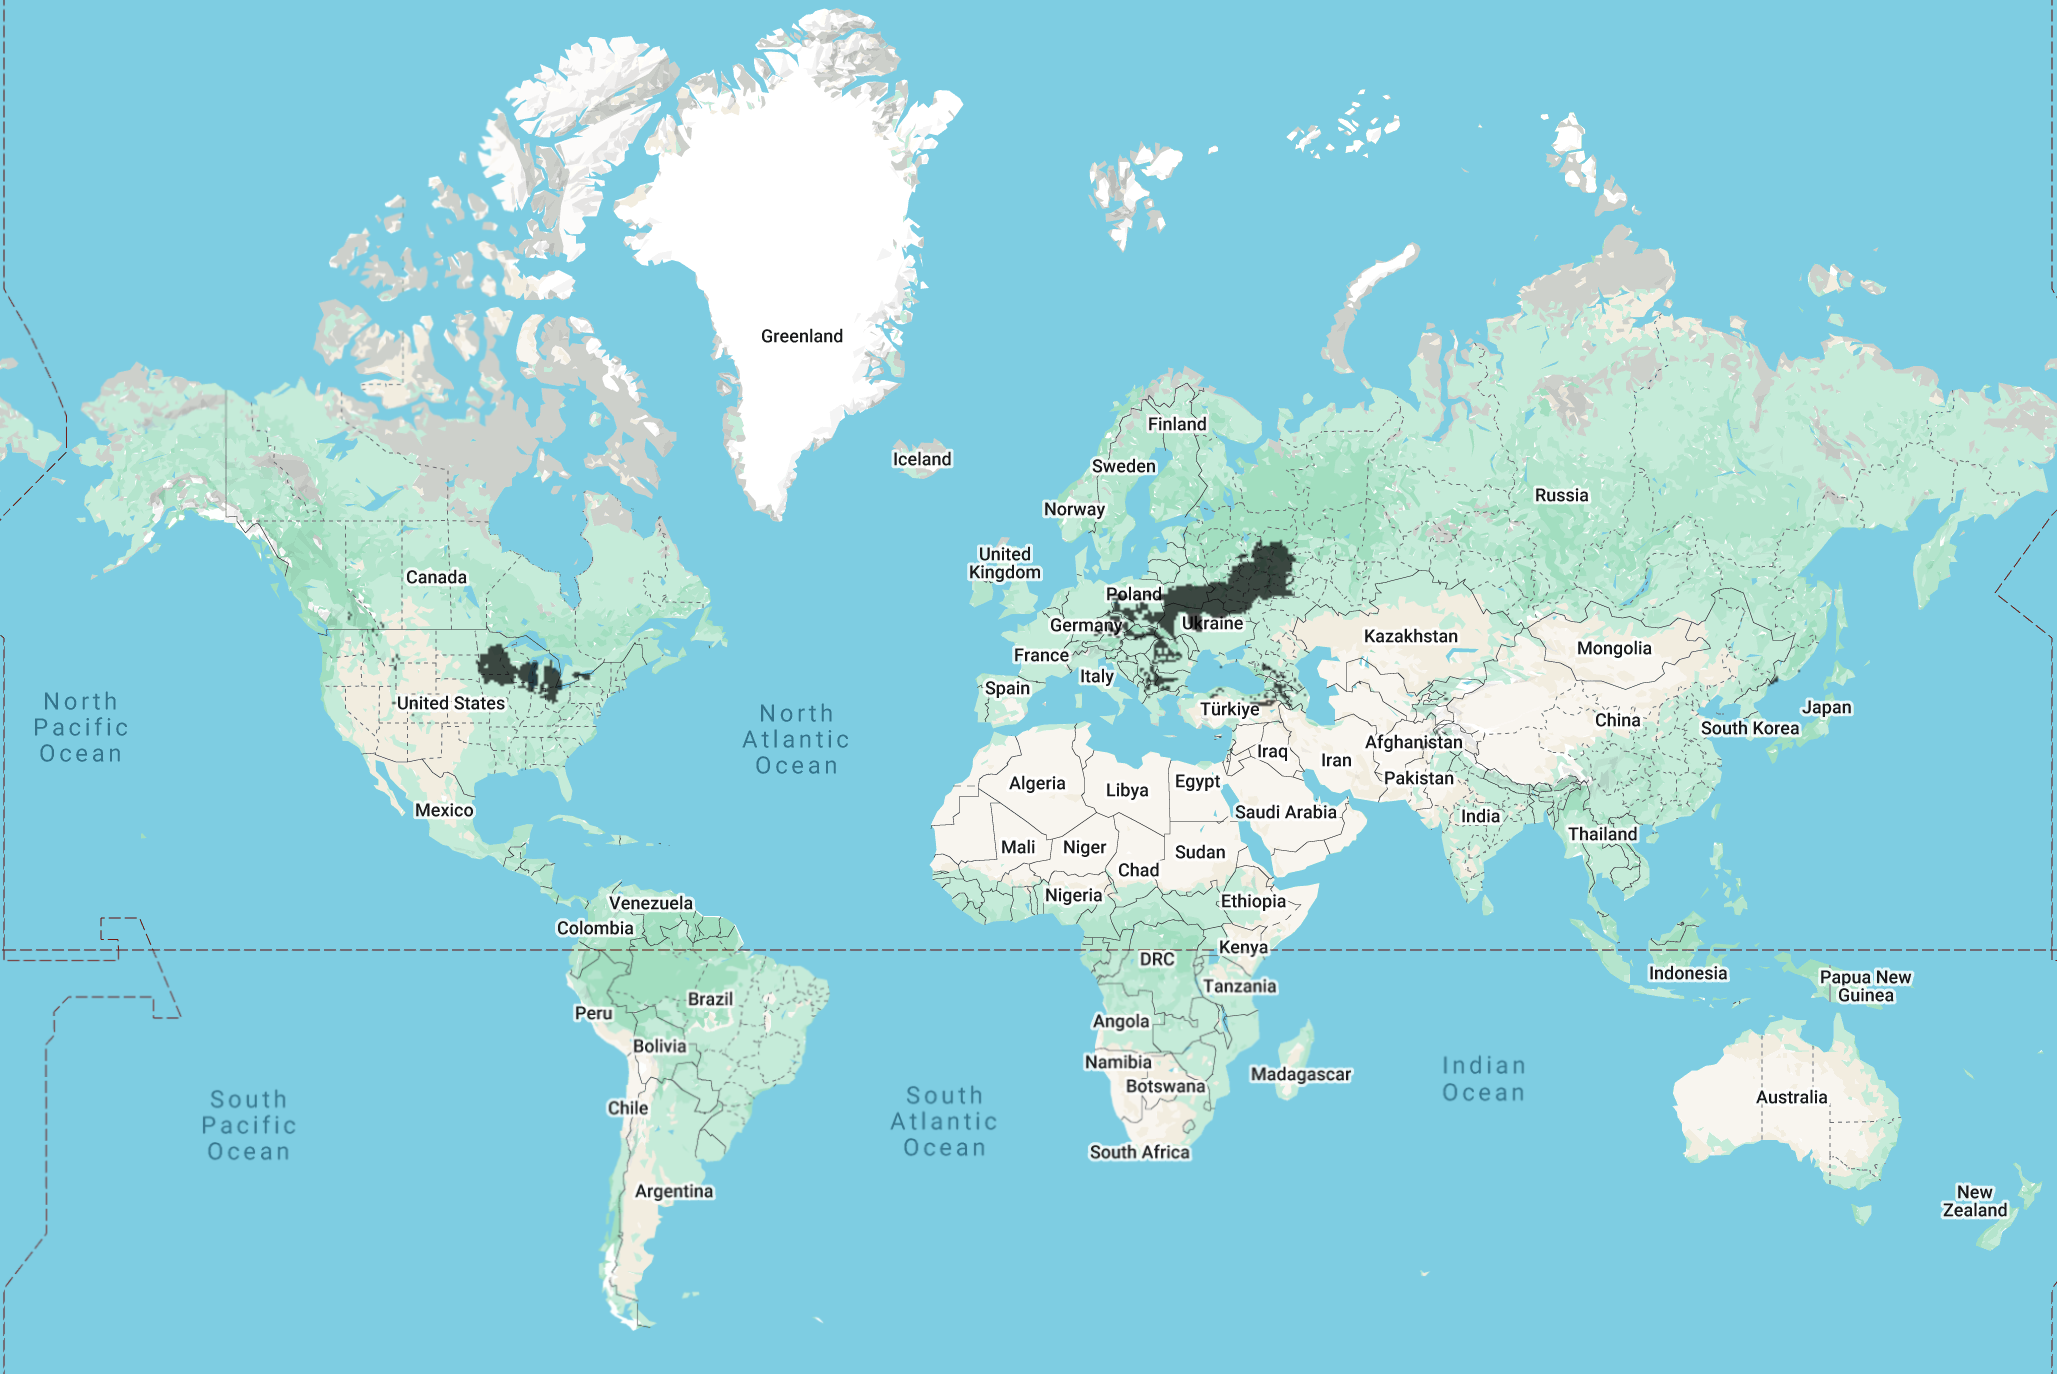 Greenland
Iceland
Finland
Sweden
Norway
Russia
United
Kingdom
Canada
Poland
Germany
Ukraine
Kazakhstan
Mongolia
France
Italy
Spain
United States
Türkiye
North
Pacific
Ocean
North
Atlantic
Ocean
China
Japan
South Korea
Afghanistan
Iraq
Iran
Pakistan
Algeria
Libya
Egypt
Saudi Arabia
India
Mexico
Thailand
Mali
Niger
Sudan
Chad
Nigeria
Ethiopia
Venezuela
Colombia
Kenya
DRC
Indonesia
Papua New
Guinea
Tanzania
Brazil
Peru
Angola
Bolivia
Namibia
Botswana
Madagascar
Indian
Ocean
Australia
Chile
South
Pacific
Ocean
South
Atlantic
Ocean
South Africa
Argentina
New
Zealand